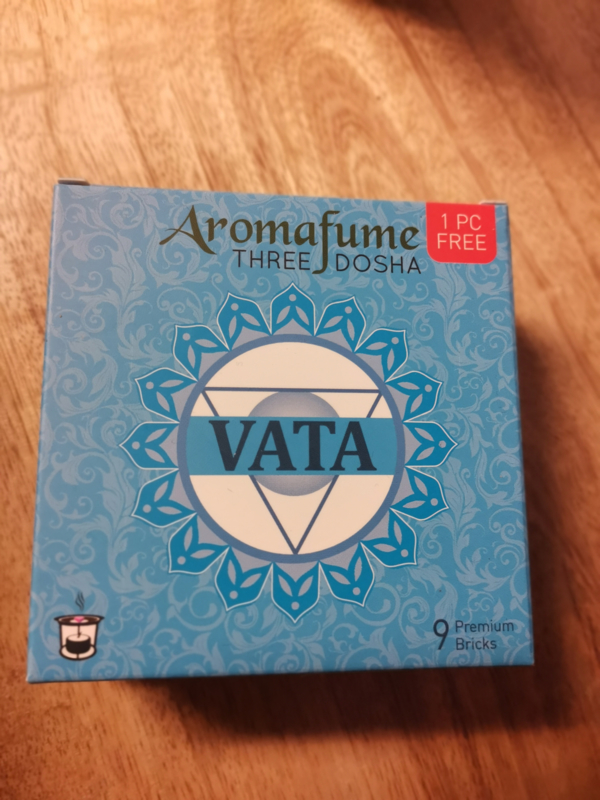 Aromafume
THREE DOSHA
1 PC
FREE
VATA
9 Premium
Bricks